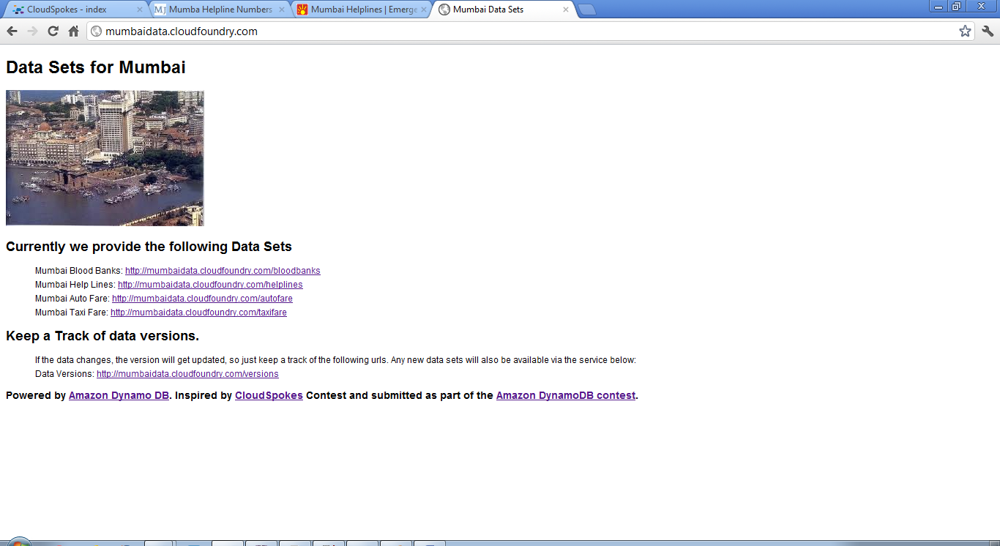 CloudSpokes - index
Mumba Helpline Numbers
Mumbai Helplines | Emerge
Mumbai Data Sets
mumbaidata.cloudfoundry.com
Data Sets for Mumbai
Currently we provide the following Data Sets
Mumbai Blood Banks: http://mumbaidata.cloudfoundry.com/bloodbanks
Mumbai Help Lines: http://mumbaidata.cloudfoundry.com/helplines
Mumbai Auto Fare: http://mumbaidata.cloudfoundry.com/autofare
Mumbai Taxi Fare: http://mumbaidata.cloudfoundry.com/taxifare
Keep a Track of data versions.
If the data changes, the version will get updated, so just keep a track of the following urls. Any new data sets will also be available via the service below:
Data Versions: http://mumbaidata.cloudfoundry.com/versions
Powered by Amazon Dynamo DB. Inspired by CloudSpokes Contest and submitted as part of the Amazon DynamoDB contest.